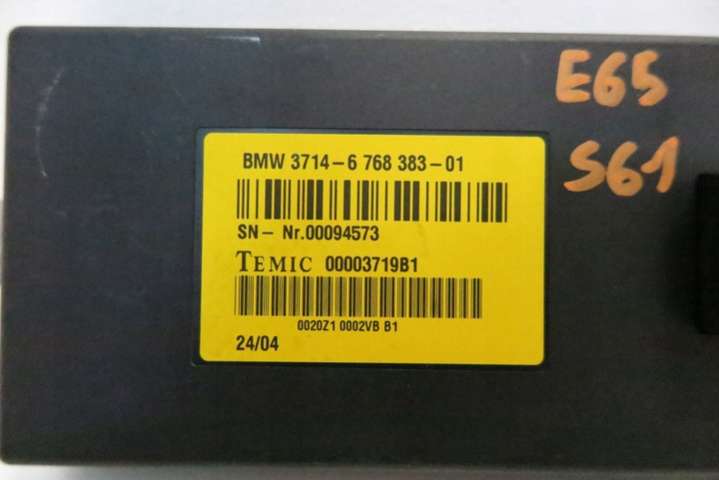 E65
S61
BMW 3714-6 768 383-01
SN- Nr.00094573
TEMIC 00003719B1
0020Z1 0002VB B1
24/04